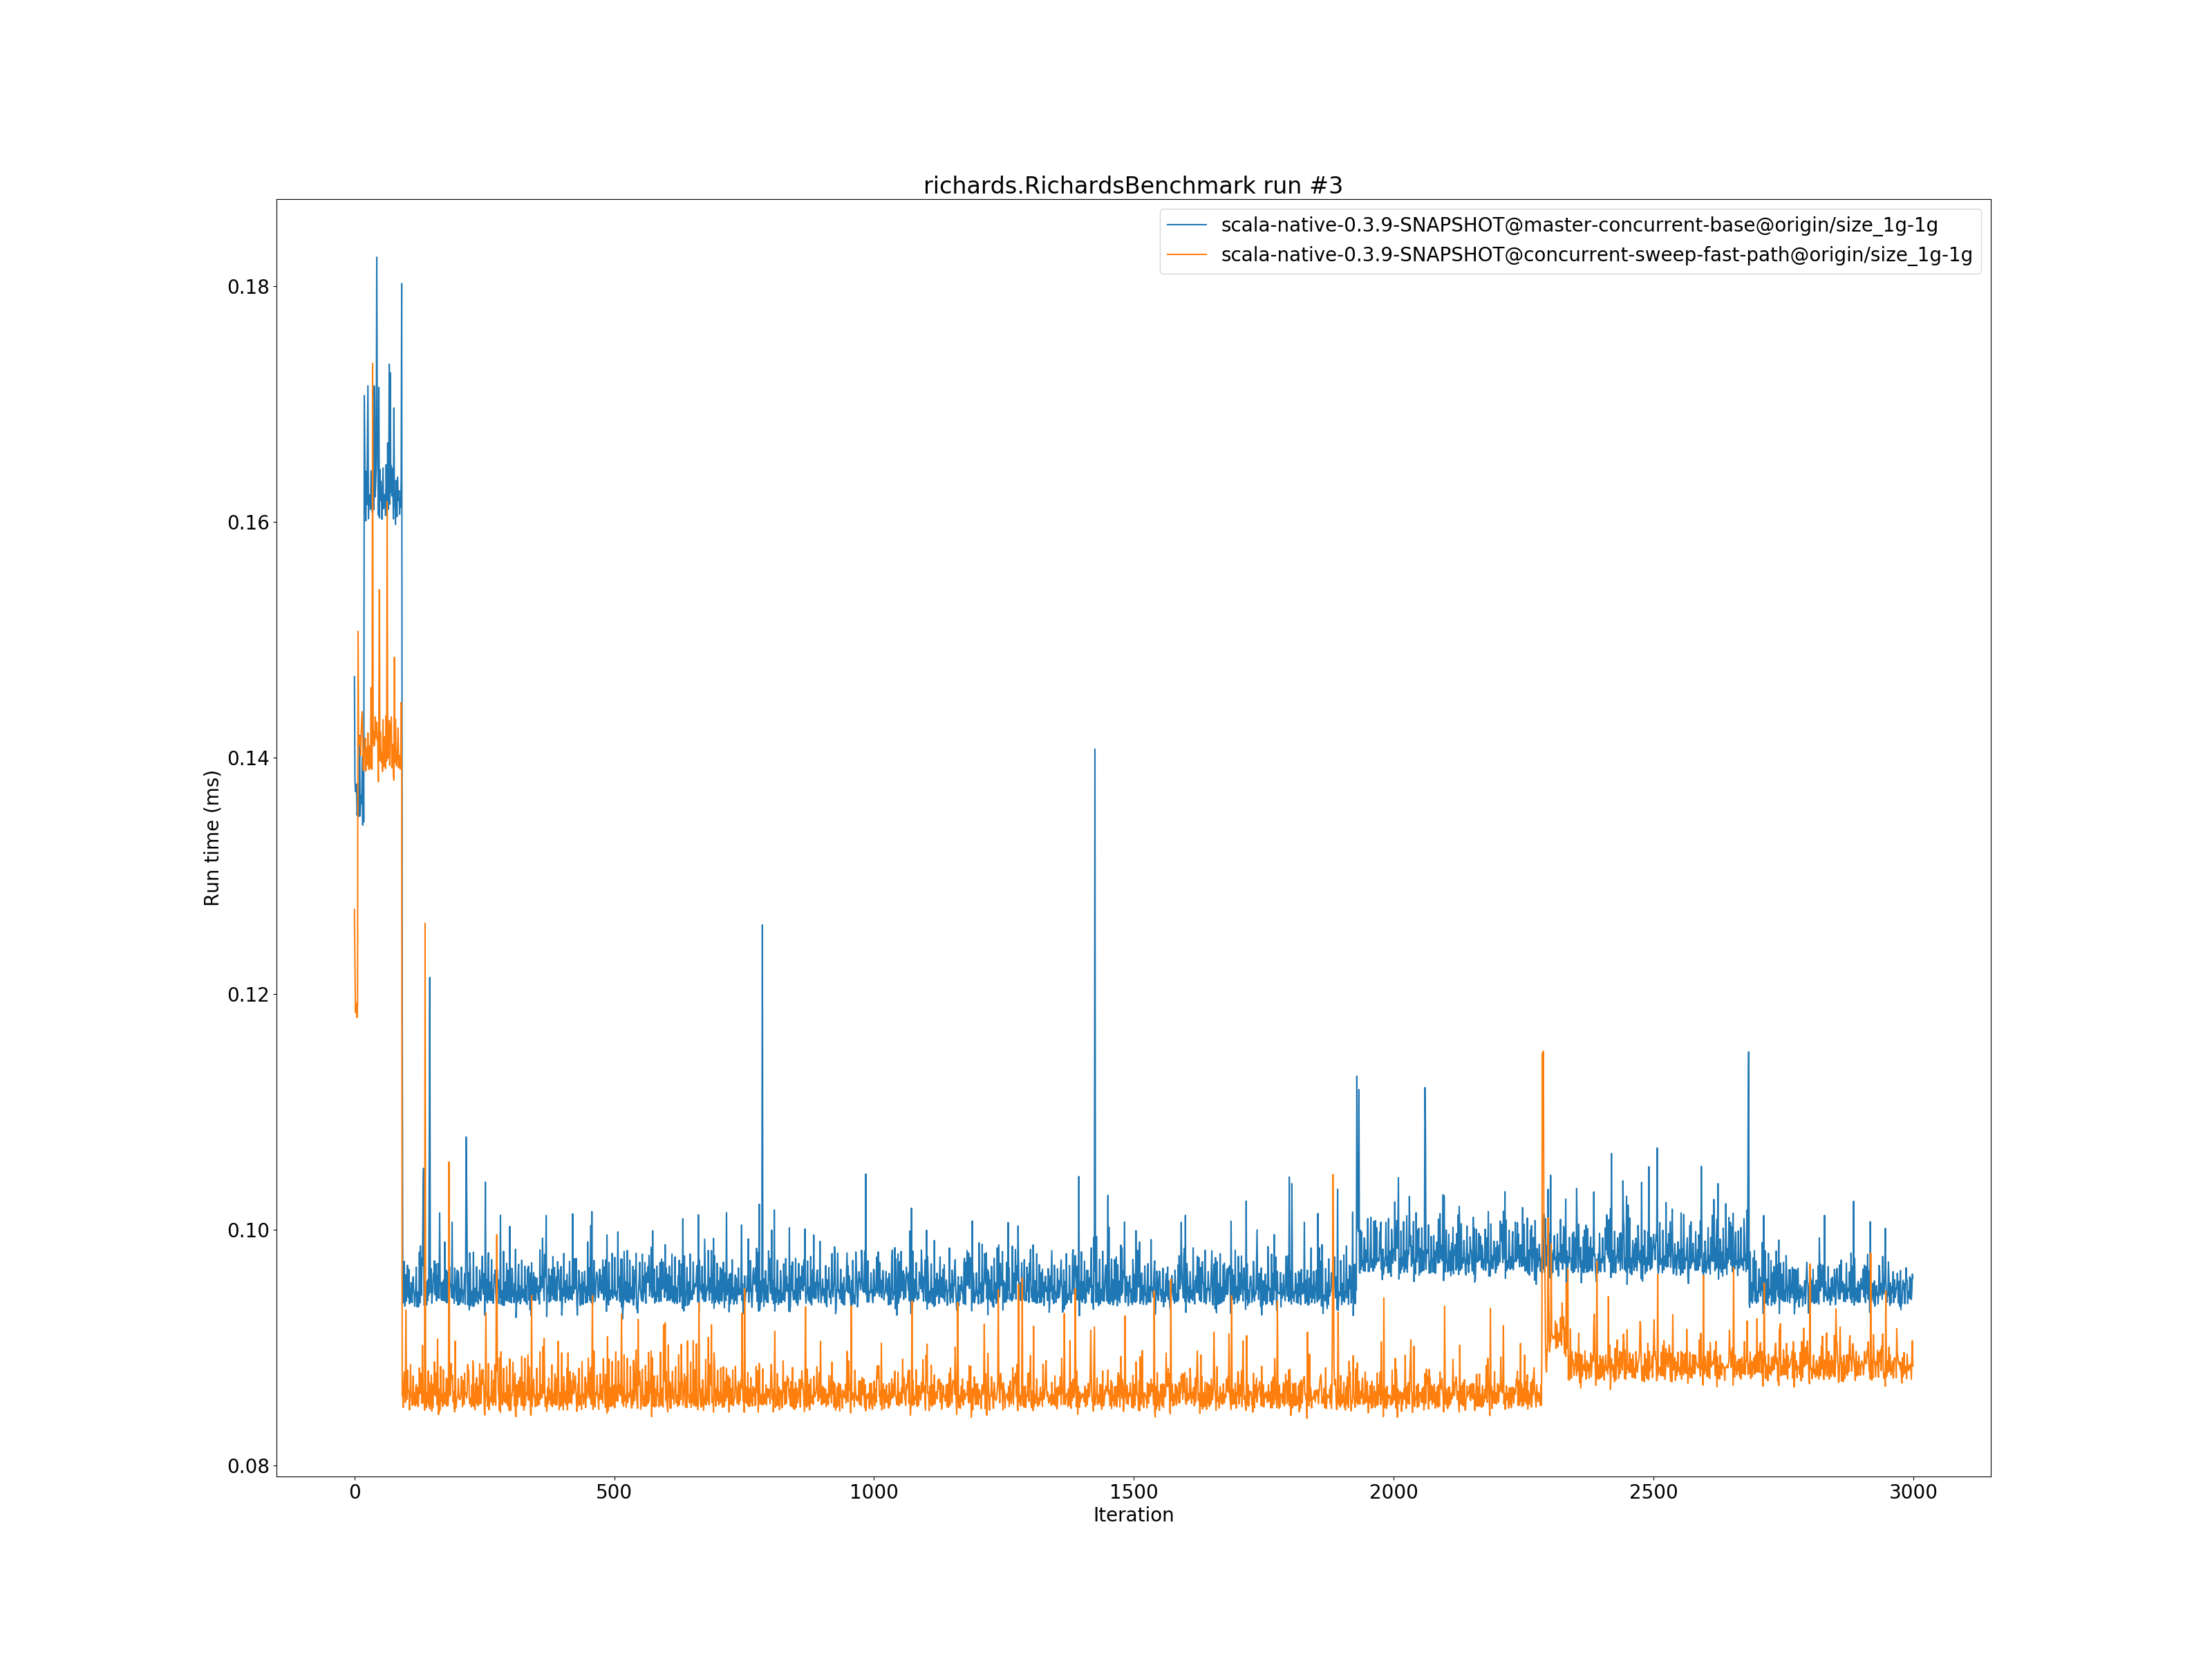 richards.RichardsBenchmark run #3
scala-native-0.3.9-SNAPSHOT@master-concurrent-base@origin/size_1g-1g
scala-native-0.3.9-SNAPSHOT@concurrent-sweep-fast-path@origin/size_1g-1g
0.18
0.16
0.14
0.12
0.10
0.08
Run time (ms)
0 500 1000 1500 2000 2500 3000
Iteration